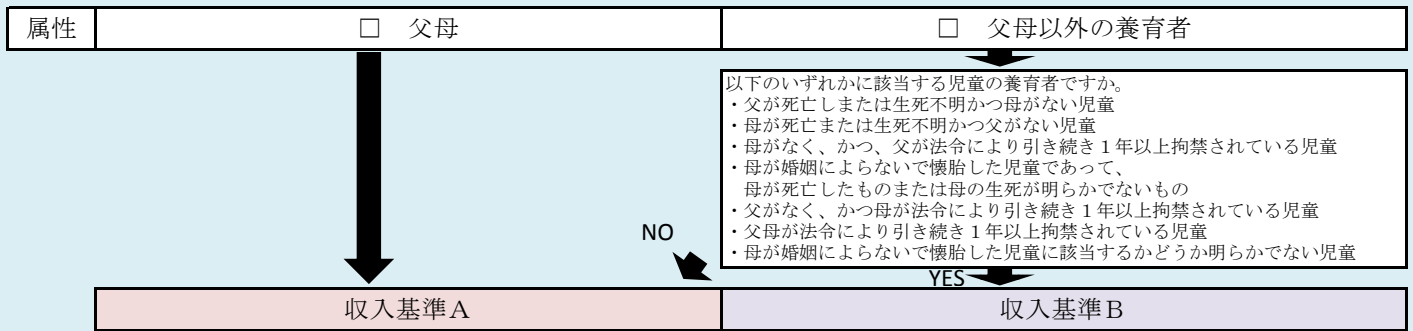 属性
□　父母
□　父母以外の養育者
以下のいずれかに該当する児童の養育者ですか。
・父が死亡しまたは生死不明かつ母がない児童
・母が死亡または生死不明かつ父がない児童
・母がなく、かつ、父が法令により引き続き１年以上拘禁されている児童
・母が婚姻によらないで懐胎した児童であって、
　母が死亡したものまたは母の生死が明らかでないもの
・父がなく、かつ母が法令により引き続き１年以上拘禁されている児童
・父母が法令により引き続き１年以上拘禁されている児童
・母が婚姻によらないで懐胎した児童に該当するかどうか明らかでない児童
NO
YES
収入基準Ａ
収入基準Ｂ